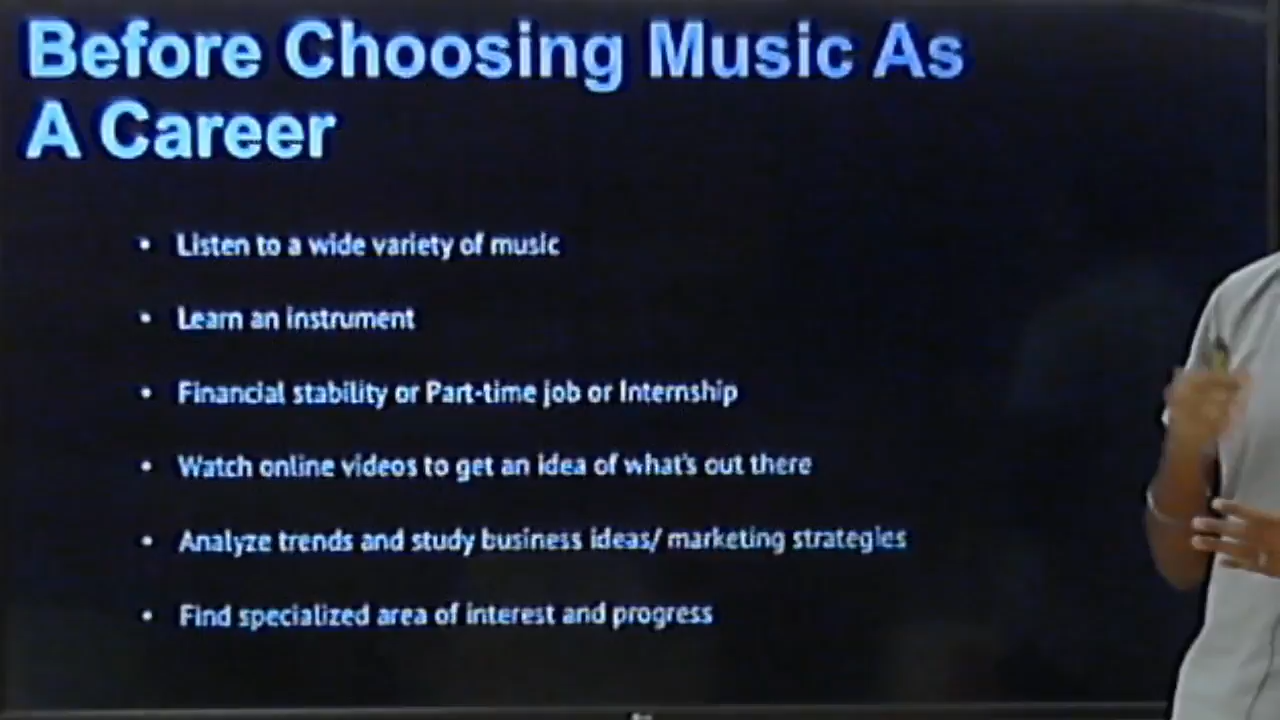 Before Choosing Music As
A Career
• Listen to a wide variety of music
• Learn an instrument
• Financial stability or Part-time job or Internship
• Watch online videos to get an idea of what's out there
• Analyze trends and study business ideas/ marketing strategies
• Find specialized area of interest and progress